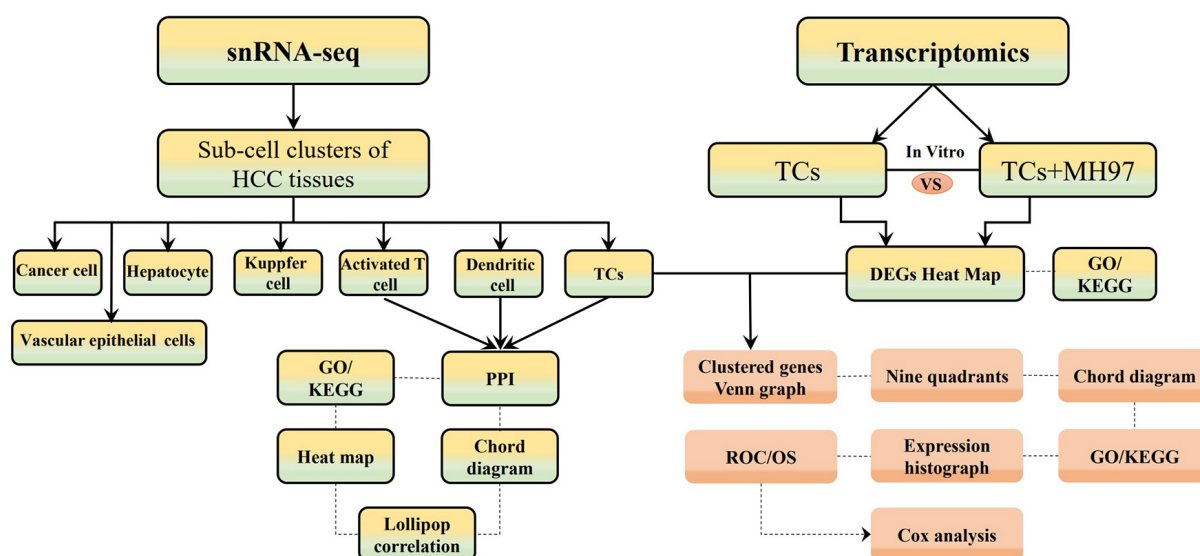 snRNA-seq
Transcriptomics
Sub-cell clusters of
HCC tissues
TCs
In Vitro
VS
TCs+MH97
Cancer cell
Hepatocyte
Kuppfer
cell
Activated T
cell
Dendritic
cell
TCs
DEGs Heat Map
GO/
KEGG
Vascular epithelial cells
GO/
KEGG
PPI
Heat map
Chord
diagram
Lollipop
correlation
Clustered genes
Venn graph
Nine quadrants
Chord diagram
ROC/OS
Expression
histograph
GO/KEGG
Cox analysis